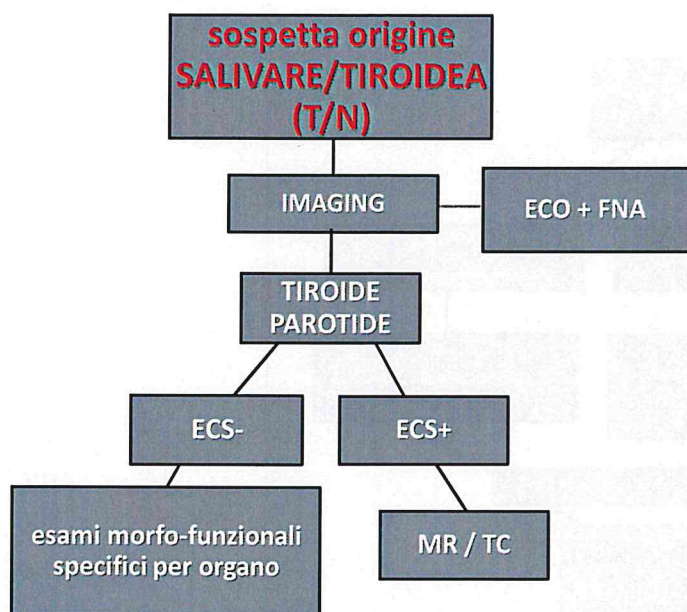 sospetta origine
SALIVARE/TIROIDEA
(T/N)
IMAGING
ECO + FNA
TIROIDE
PAROTIDE
ECS-
ECS+
esami morfo-funzionali
specifici per organo
MR / TC